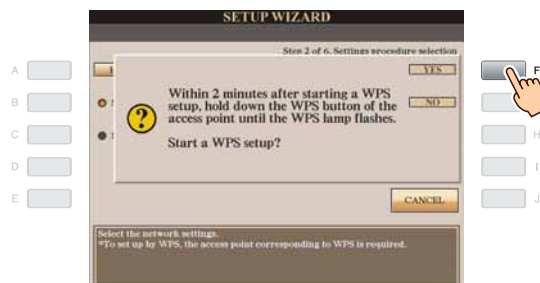 SETUP WIZARD
Step 2 of 6. Settings procedure selection
YES
Within 2 minutes after starting a WPS
setup, hold down the WPS button of the
access point until the WPS lamp flashes.
NO
Start a WPS setup?
CANCEL
Select the network settings.
*To set up by WPS, the access point corresponding to WPS is required.
A
B
C
D
E
F
H
I
J